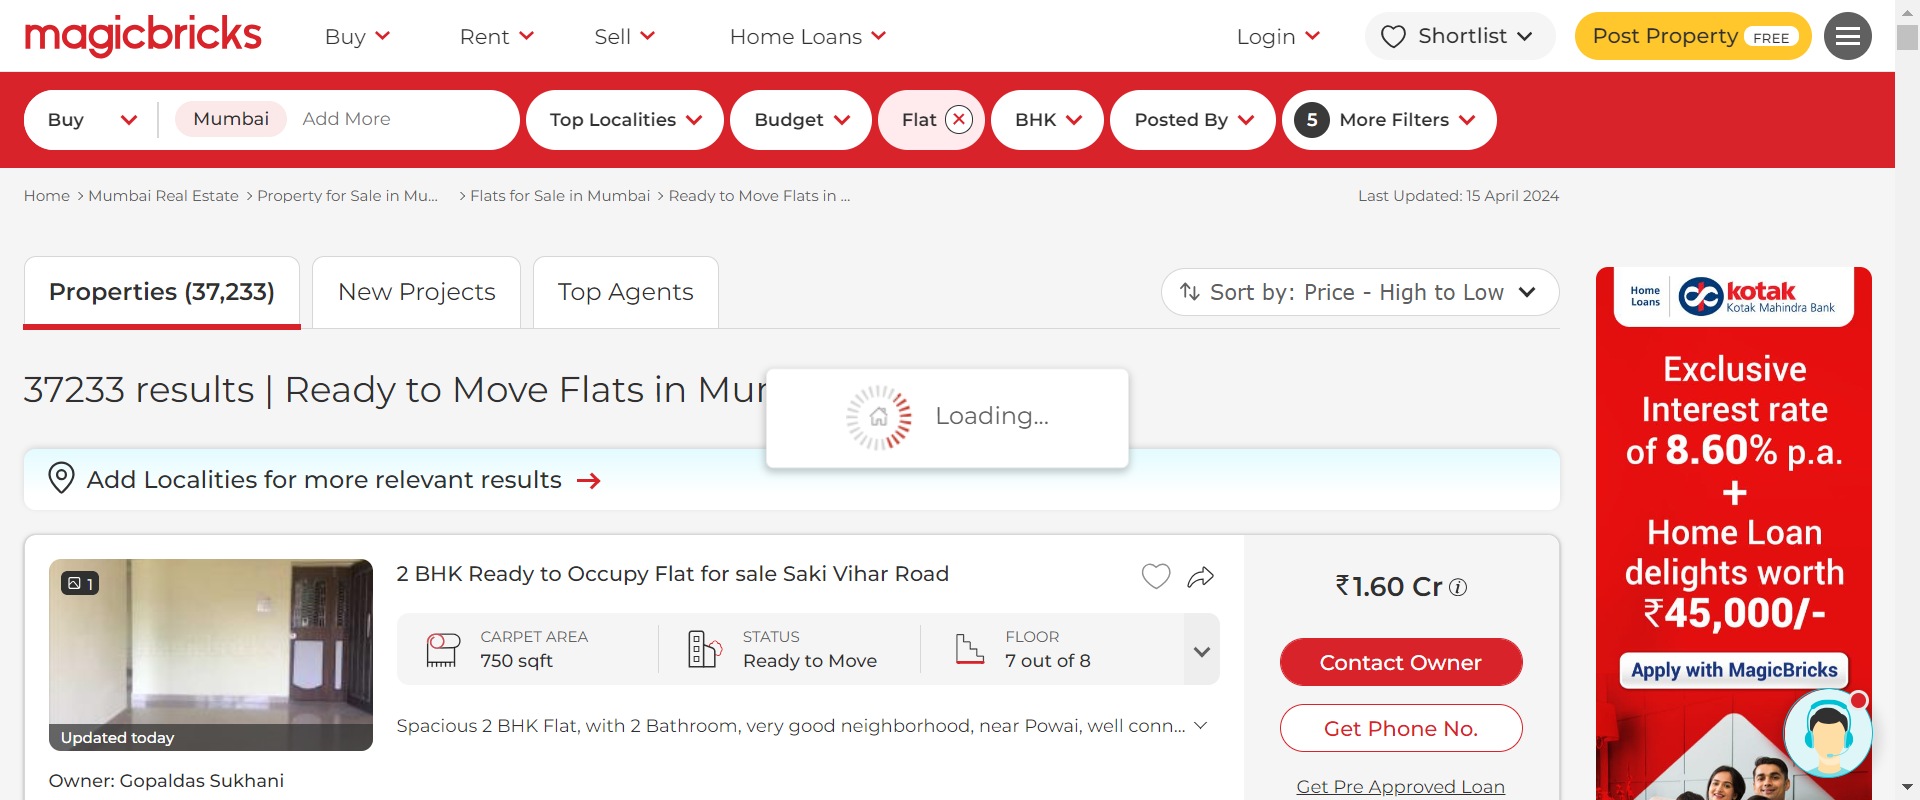 magicbricks
Buy
Rent
Sell
Home Loans
Login
Shortlist
Post Property FREE
Buy
Mumbai
Add More
Top Localities
Budget
Flat
BHK
Posted By
5 More Filters
Home > Mumbai Real Estate > Property for Sale in Mu... > Flats for Sale in Mumbai > Ready to Move Flats in ...
Last Updated: 15 April 2024
Properties (37,233)
New Projects
Top Agents
Sort by: Price - High to Low
37233 results | Ready to Move Flats in Mum
Loading...
Add Localities for more relevant results
1
Updated today
Owner: Gopaldas Sukhani
2 BHK Ready to Occupy Flat for sale Saki Vihar Road
CARPET AREA
750 sqft
STATUS
Ready to Move
FLOOR
7 out of 8
Spacious 2 BHK Flat, with 2 Bathroom, very good neighborhood, near Powai, well conn...
₹1.60 Cr
Contact Owner
Get Phone No.
Get Pre Approved Loan
Home
Loans
kotak
Kotak Mahindra Bank
Exclusive
Interest rate
of 8.60% p.a.
+
Home Loan
delights worth
₹45,000/-
Apply with MagicBricks